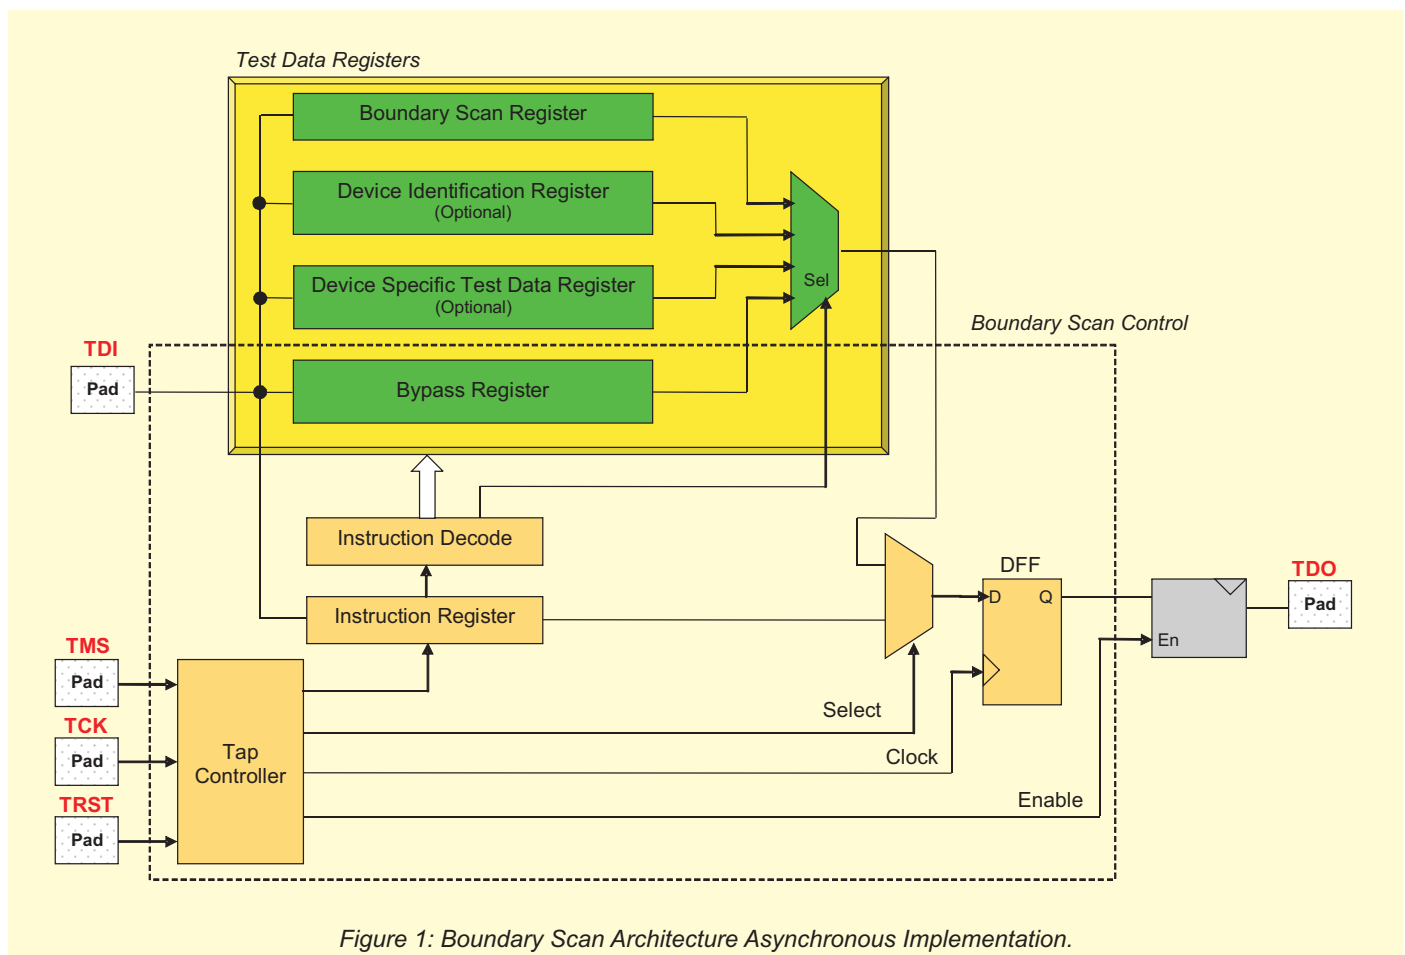 Test Data Registers
Boundary Scan Register
Device Identification Register
(Optional)
Device Specific Test Data Register
(Optional)
Sel
Boundary Scan Control
TDI
Pad
Bypass Register
Instruction Decode
DFF
D
Q
TDO
Pad
Instruction Register
En
TMS
Pad
Select
TCK
Pad
Tap
Controller
Clock
Enable
TRST
Pad
Figure 1: Boundary Scan Architecture Asynchronous Implementation.